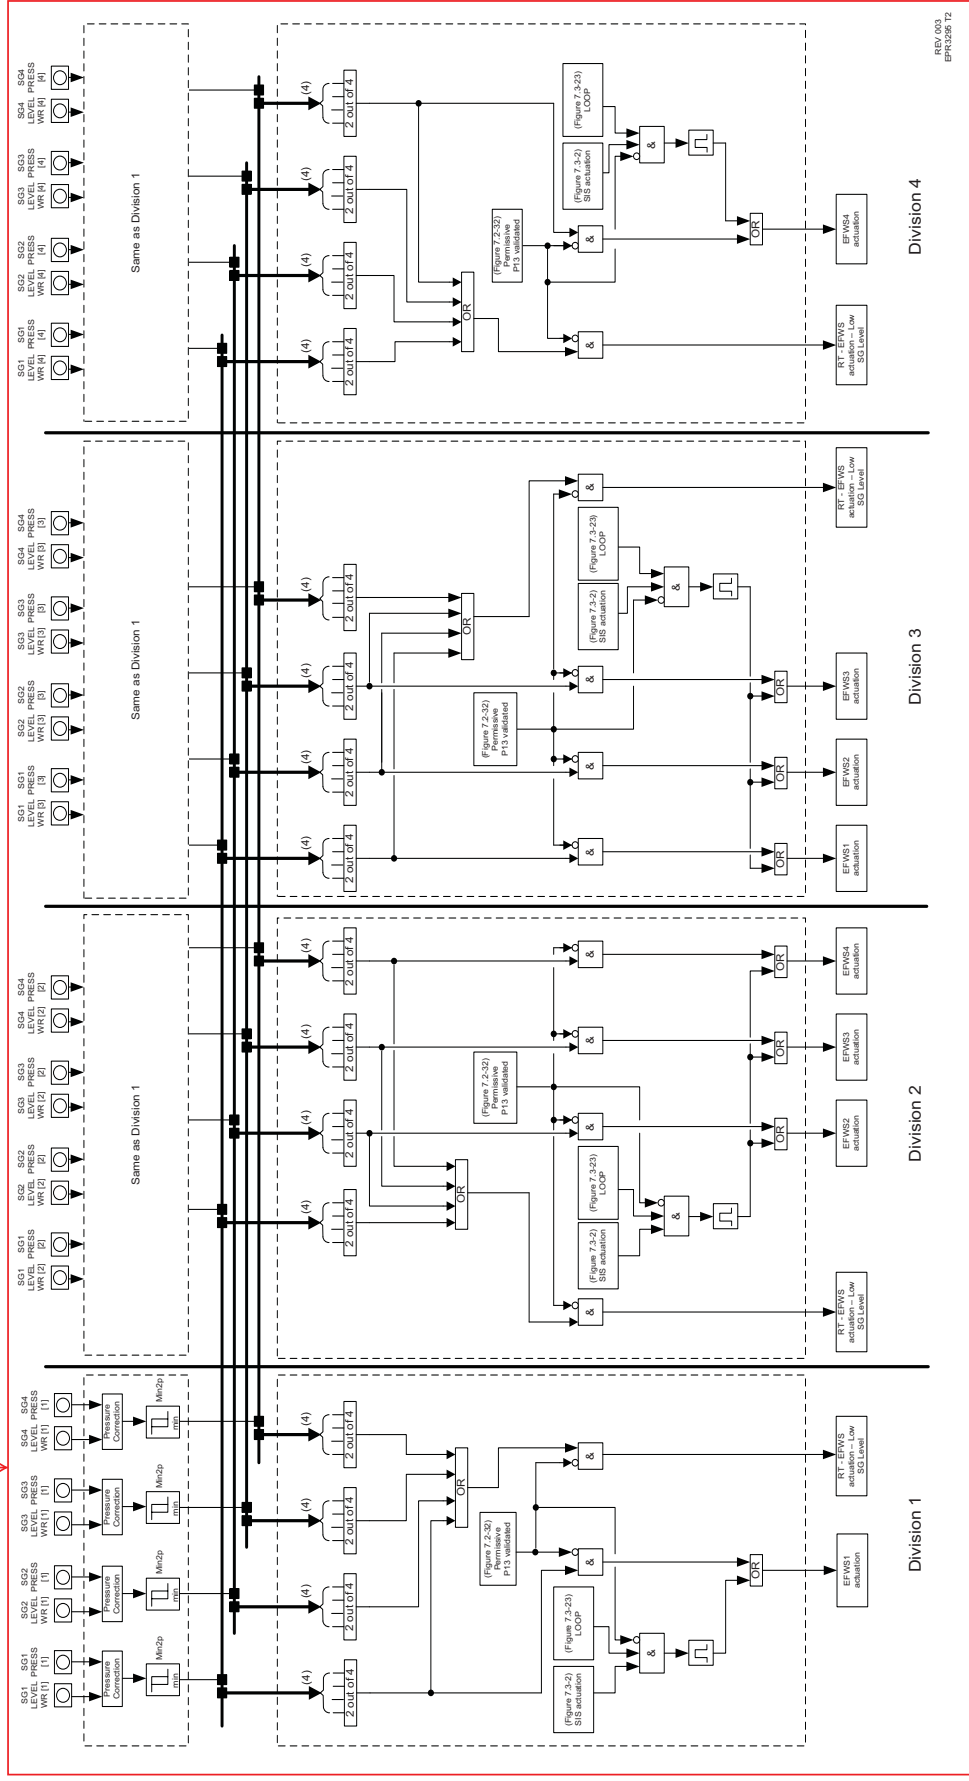 SG1
LEVEL
WR [1]
SG1
PRESS
[1]
SG2
LEVEL
WR [1]
SG2
PRESS
[1]
SG3
LEVEL
WR [1]
SG3
PRESS
[1]
SG4
LEVEL
WR [1]
SG4
PRESS
[1]
Pressure
Correction
Pressure
Correction
Pressure
Correction
Pressure
Correction
Min2p
min
Min2p
min
Min2p
min
Min2p
min
(4)
2 out of 4
(4)
2 out of 4
(4)
2 out of 4
(4)
2 out of 4
OR
(Figure 7.2-32)
Permissive
P13 validated
(Figure 7.3-2)
SIS actuation
(Figure 7.3-23)
LOOP
&
&
&
OR
EFWS1
actuation
RT - EFWS
actuation – Low
SG Level
Division 1
SG1
LEVEL
WR [2]
SG1
PRESS
[2]
SG2
LEVEL
WR [2]
SG2
PRESS
[2]
SG3
LEVEL
WR [2]
SG3
PRESS
[2]
SG4
LEVEL
WR [2]
SG4
PRESS
[2]
Same as Division 1
(4)
2 out of 4
(4)
2 out of 4
(4)
2 out of 4
(4)
2 out of 4
OR
(Figure 7.2-32)
Permissive
P13 validated
(Figure 7.3-2)
SIS actuation
(Figure 7.3-23)
LOOP
&
&
&
&
&
OR
OR
OR
RT - EFWS
actuation – Low
SG Level
EFWS2
actuation
EFWS3
actuation
EFWS4
actuation
Division 2
SG1
LEVEL
WR [3]
SG1
PRESS
[3]
SG2
LEVEL
WR [3]
SG2
PRESS
[3]
SG3
LEVEL
WR [3]
SG3
PRESS
[3]
SG4
LEVEL
WR [3]
SG4
PRESS
[3]
Same as Division 1
(4)
2 out of 4
(4)
2 out of 4
(4)
2 out of 4
(4)
2 out of 4
OR
(Figure 7.2-32)
Permissive
P13 validated
(Figure 7.3-2)
SIS actuation
(Figure 7.3-23)
LOOP
&
&
&
&
&
OR
OR
OR
EFWS1
actuation
EFWS2
actuation
EFWS3
actuation
RT - EFWS
actuation – Low
SG Level
Division 3
SG1
LEVEL
WR [4]
SG1
PRESS
[4]
SG2
LEVEL
WR [4]
SG2
PRESS
[4]
SG3
LEVEL
WR [4]
SG3
PRESS
[4]
SG4
LEVEL
WR [4]
SG4
PRESS
[4]
Same as Division 1
(4)
2 out of 4
(4)
2 out of 4
(4)
2 out of 4
(4)
2 out of 4
OR
(Figure 7.2-32)
Permissive
P13 validated
(Figure 7.3-2)
SIS actuation
(Figure 7.3-23)
LOOP
&
&
&
OR
RT - EFWS
actuation – Low
SG Level
EFWS4
actuation
Division 4
REV 003
EPR3295 T2